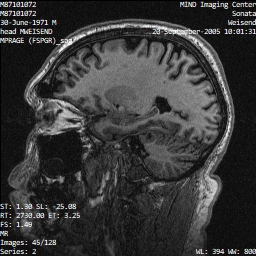 M87101072
M87101072
30-June-1971 M
head MWEISEND
MPRAGE (FSPGR)_sag
MIND Imaging Center
Sonata
Weisend
20-September-2005 10:01:31
ST: 1.30 SL: -25.08
RT: 2730.00 ET: 3.25
FS: 1.49
MR
Images: 45/128
Series: 2
WL: 394 WW: 800